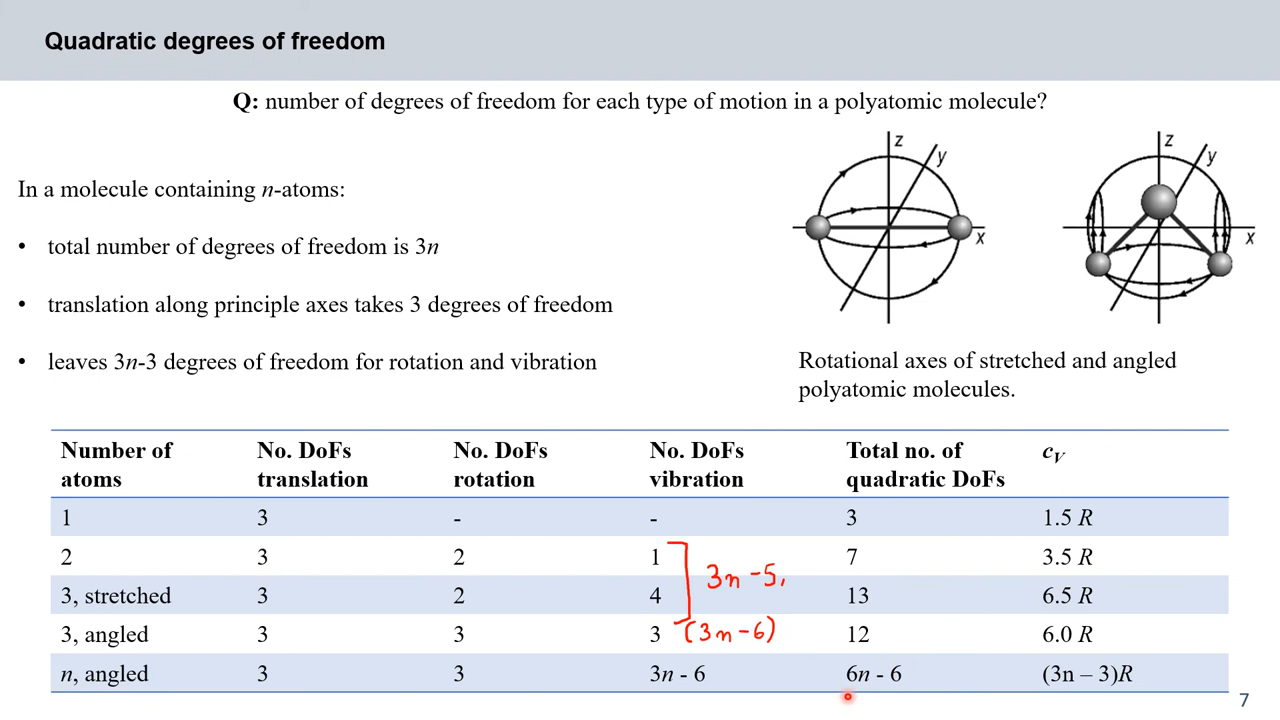 Quadratic degrees of freedom
Q: number of degrees of freedom for each type of motion in a polyatomic molecule?
In a molecule containing n-atoms:
• total number of degrees of freedom is 3n
• translation along principle axes takes 3 degrees of freedom
• leaves 3n-3 degrees of freedom for rotation and vibration
z
y
x
z
y
x
Rotational axes of stretched and angled
polyatomic molecules.
Number of atoms No. DoFs translation No. DoFs rotation No. DoFs vibration Total no. of quadratic DoFs cV
1 3 - - 3 1.5 R
2 3 2 1 7 3.5 R
3n -5,
3, stretched 3 2 4 13 6.5 R
3, angled 3 3 3 (3n -6) 12 6.0 R
n, angled 3 3 3n - 6 6n - 6 (3n – 3)R
7